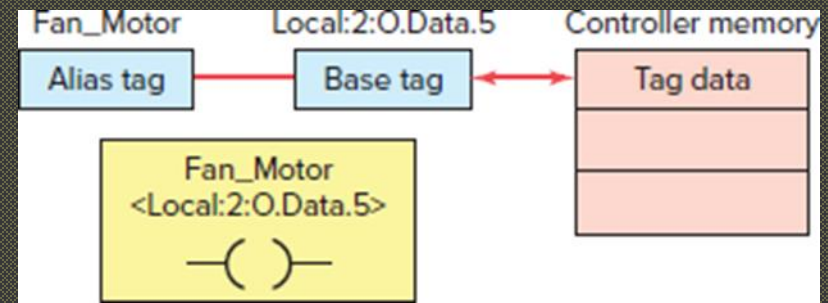 Fan_Motor
Local:2:O.Data.5
Controller memory
Alias tag
Base tag
Tag data
Fan_Motor
<Local:2:O.Data.5>